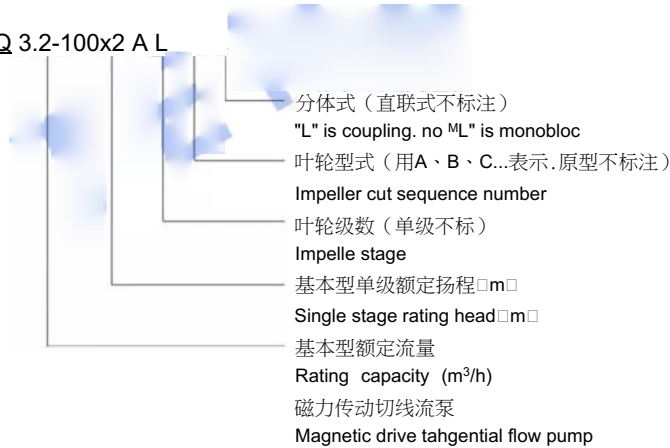 Q 3.2-100x2 A L
分体式（直联式不标注）
"L" is coupling. no ᴹL" is monobloc
叶轮型式（用A、B、C...表示.原型不标注）
Impeller cut sequence number
叶轮级数（单级不标）
Impelle stage
基本型单级额定扬程□m□
Single stage rating head□m□
基本型额定流量
Rating capacity (m³/h)
磁力传动切线流泵
Magnetic drive tahgential flow pump